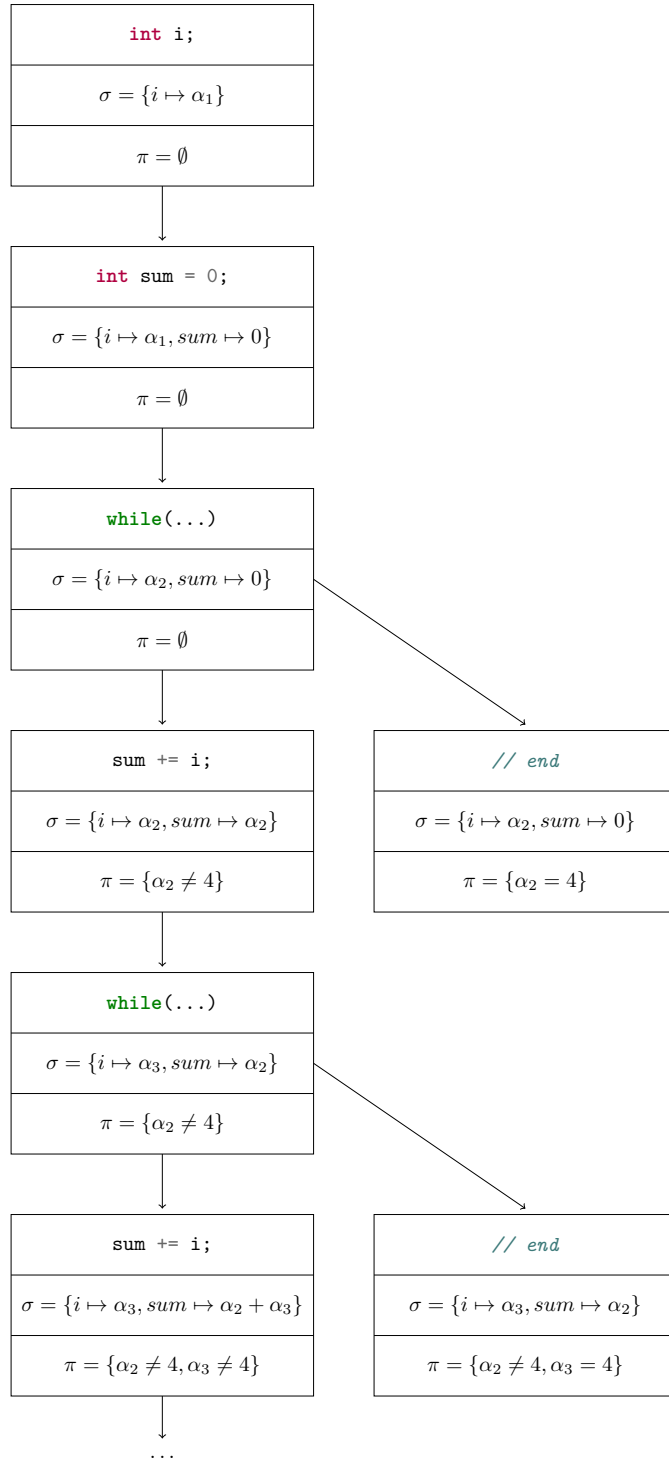 int i;
σ = {i ↦ α₁}
π = ∅
int sum = 0;
σ = {i ↦ α₁, sum ↦ 0}
π = ∅
while(...)
σ = {i ↦ α₂, sum ↦ 0}
π = ∅
sum += i;
σ = {i ↦ α₂, sum ↦ α₂}
π = {α₂ ≠ 4}
// end
σ = {i ↦ α₂, sum ↦ 0}
π = {α₂ = 4}
while(...)
σ = {i ↦ α₃, sum ↦ α₂}
π = {α₂ ≠ 4}
sum += i;
σ = {i ↦ α₃, sum ↦ α₂ + α₃}
π = {α₂ ≠ 4, α₃ ≠ 4}
// end
σ = {i ↦ α₃, sum ↦ α₂}
π = {α₂ ≠ 4, α₃ = 4}
...